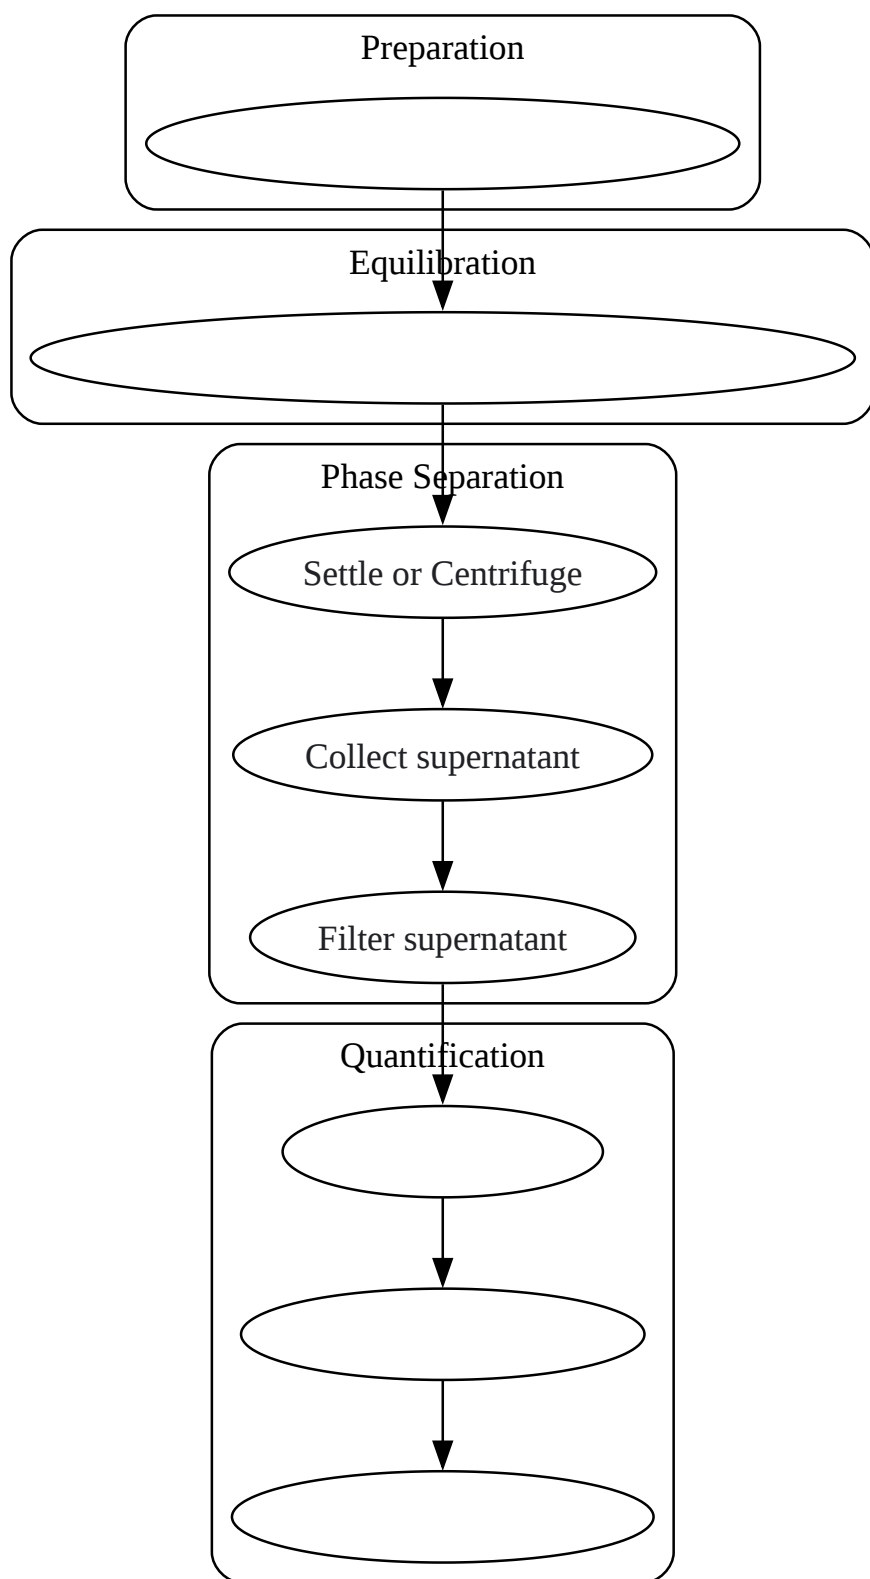 Preparation
Equilibration
Phase Separation
Settle or Centrifuge
Collect supernatant
Filter supernatant
Quantification